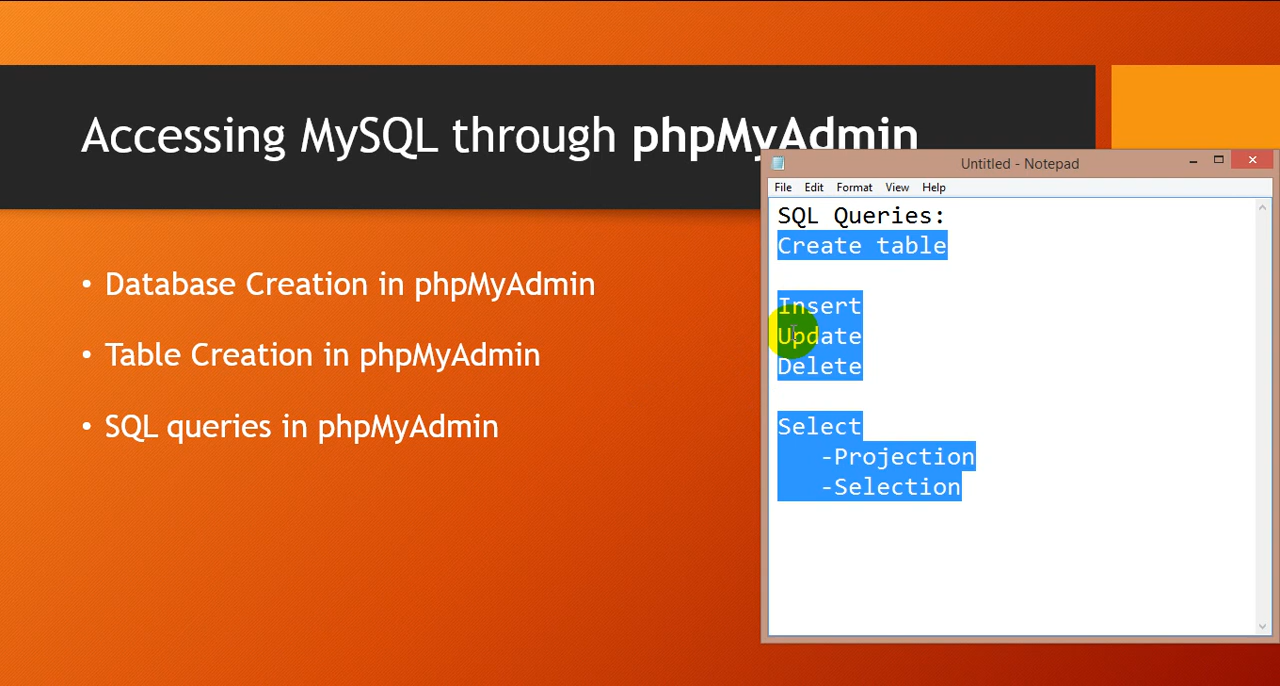 Accessing MySQL through phpMyAdmin
• Database Creation in phpMyAdmin
• Table Creation in phpMyAdmin
• SQL queries in phpMyAdmin
Untitled - Notepad
File Edit Format View Help
SQL Queries:
Create table
Insert
Update
Delete
Select
-Projection
-Selection